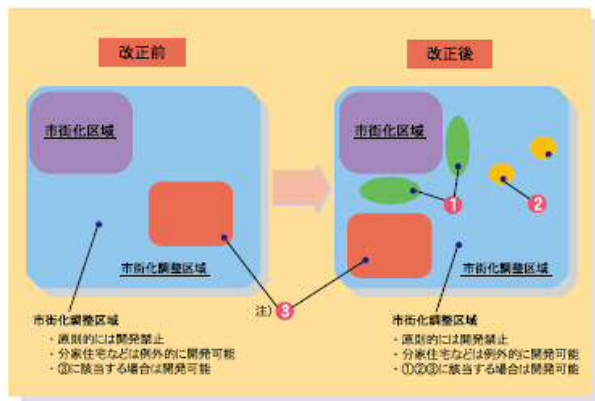 改正前
改正後
市街化区域
市街化区域
①
②
市街化調整区域
市街化調整区域
注) ③
市街化調整区域
・原則的には開発禁止
・分家住宅などは例外的に開発可能
・③に該当する場合は開発可能
市街化調整区域
・原則的には開発禁止
・分家住宅などは例外的に開発可能
・①②③に該当する場合は開発可能